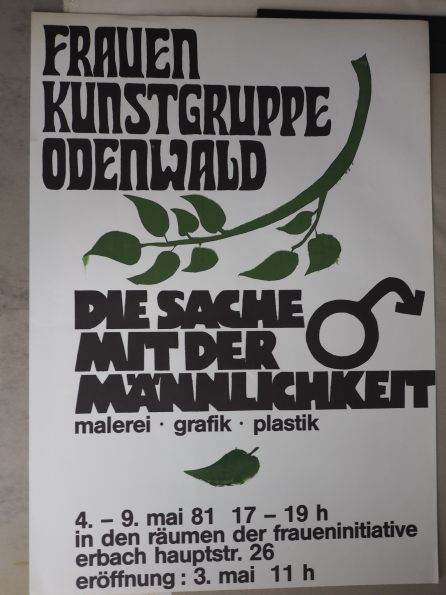 FRAUEN
KUNSTGRUPPE
ODENWALD
DIE SACHE
MIT DER
MÄNNLICHKEIT
malerei · grafik · plastik
4. – 9. mai 81 17 – 19 h
in den räumen der fraueninitiative
erbach hauptstr. 26
eröffnung : 3. mai 11 h